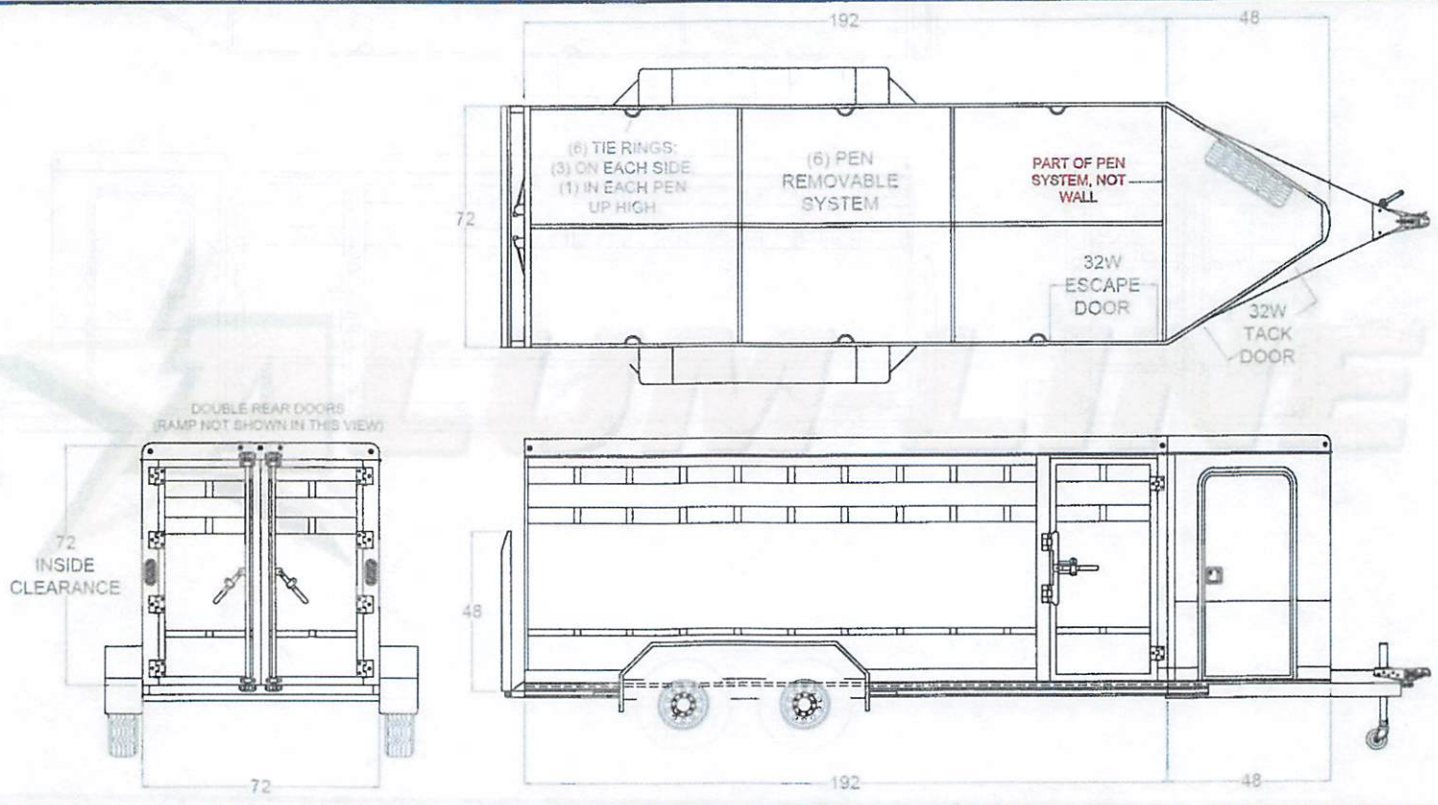 192
48
(6) TIE RINGS;
(3) ON EACH SIDE,
(1) IN EACH PEN
UP HIGH
(6) PEN
REMOVABLE
SYSTEM
PART OF PEN
SYSTEM, NOT
WALL
72
32W
ESCAPE
DOOR
32W
TACK
DOOR
ALUM LINE
DOUBLE REAR DOORS
(RAMP NOT SHOWN IN THIS VIEW)
72
INSIDE
CLEARANCE
48
72
192
48